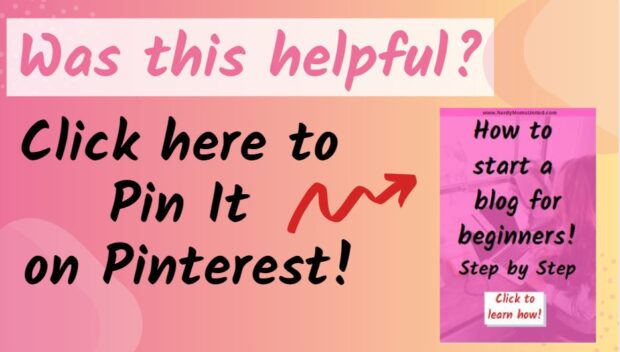 Was this helpful?
Click here to
Pin It
on Pinterest!
www.NerdyMomsUnited.com
How to
start a
blog for
beginners!
Step by Step
Click to
learn how!